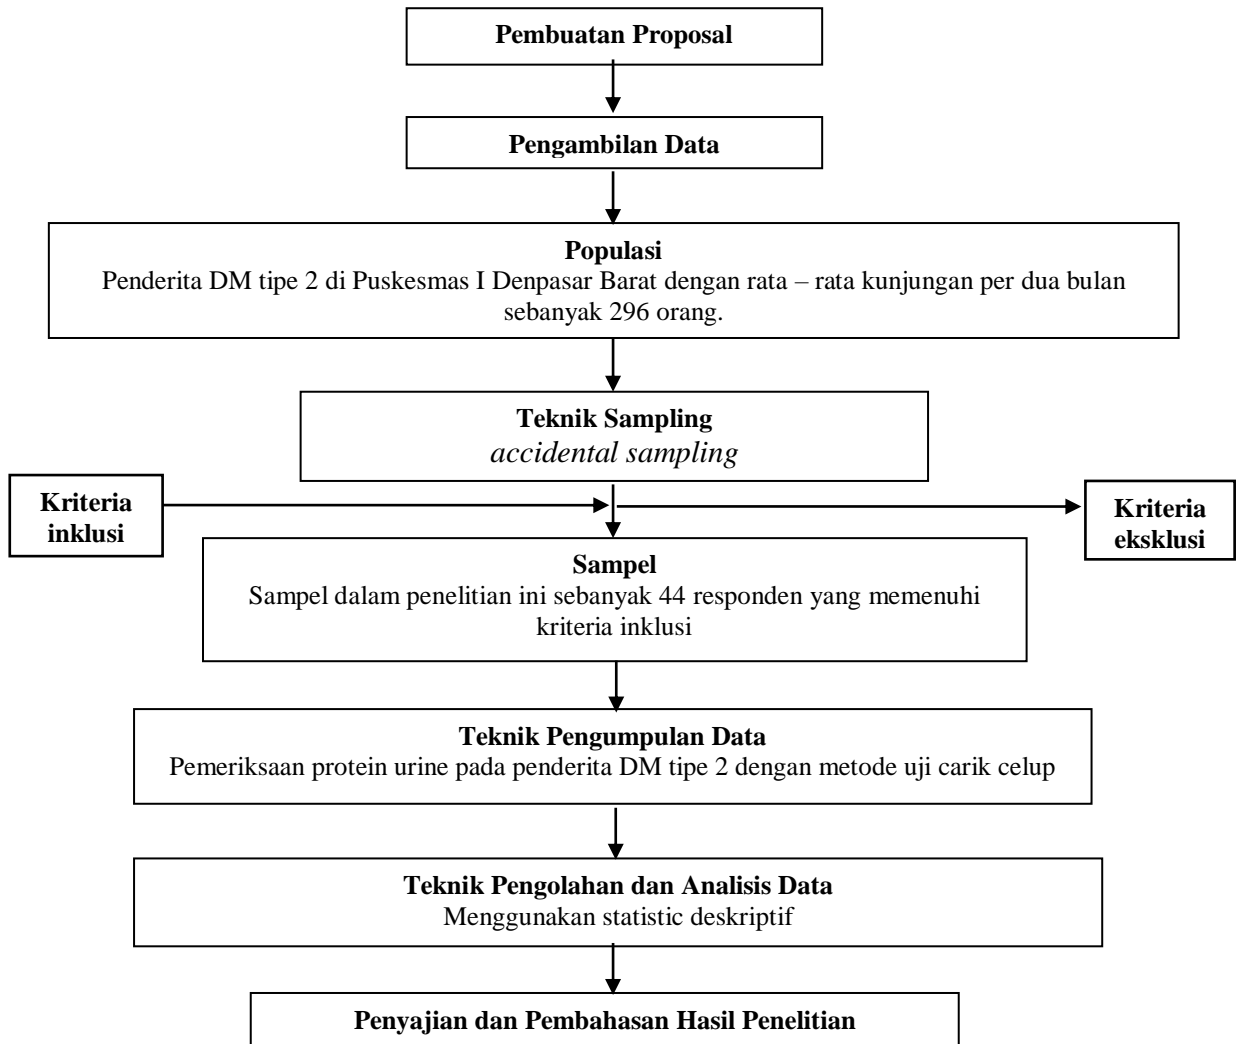 Pembuatan Proposal
Pengambilan Data
Populasi
Penderita DM tipe 2 di Puskesmas I Denpasar Barat dengan rata – rata kunjungan per dua bulan
sebanyak 296 orang.
Teknik Sampling
accidental sampling
Kriteria
inklusi
Kriteria
eksklusi
Sampel
Sampel dalam penelitian ini sebanyak 44 responden yang memenuhi
kriteria inklusi
Teknik Pengumpulan Data
Pemeriksaan protein urine pada penderita DM tipe 2 dengan metode uji carik celup
Teknik Pengolahan dan Analisis Data
Menggunakan statistic deskriptif
Penyajian dan Pembahasan Hasil Penelitian